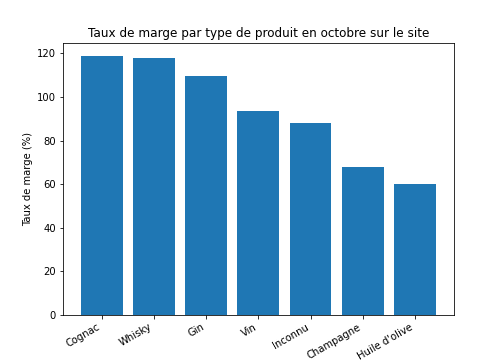 Taux de marge par type de produit en octobre sur le site
Taux de marge (%)
120
100
80
60
40
20
0
Cognac
Whisky
Gin
Vin
Inconnu
Champagne
Huile d'olive